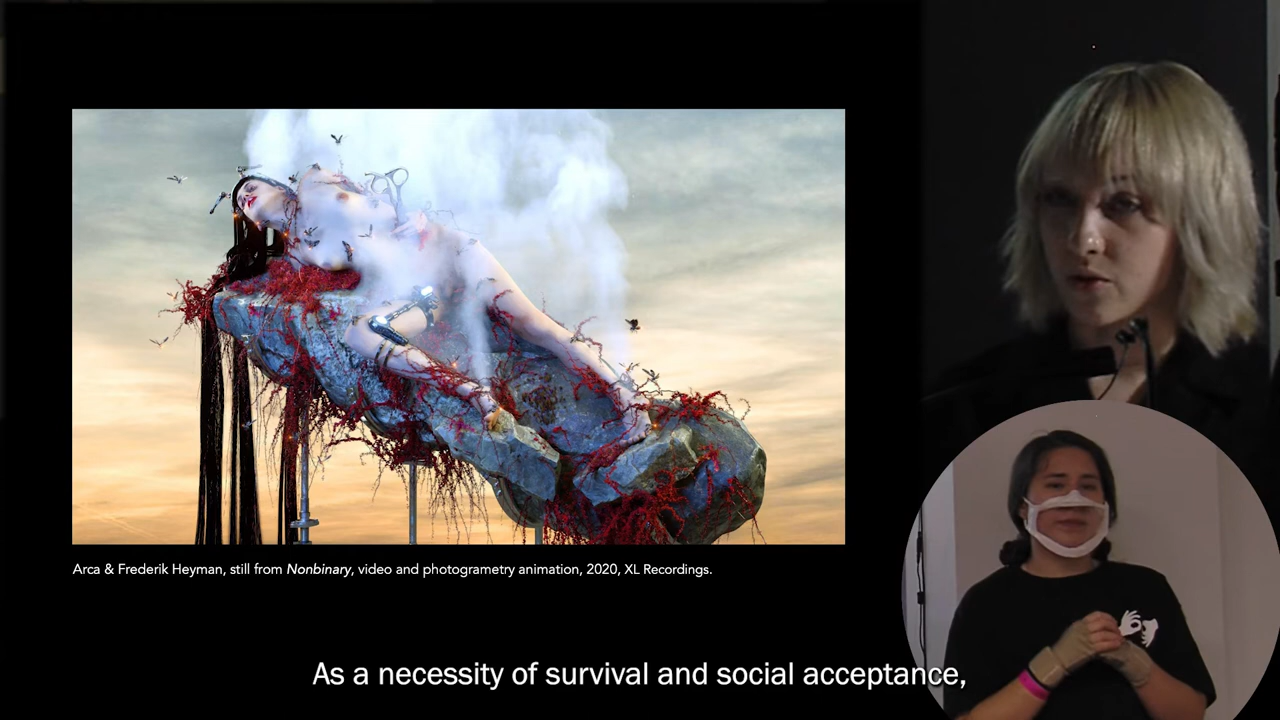 Arca & Frederik Heyman, still from Nonbinary, video and photogrametry animation, 2020, XL Recordings.
As a necessity of survival and social acceptance,